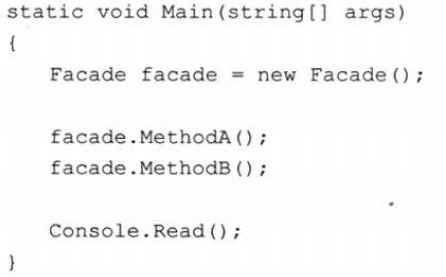 static void Main(string[] args)
{
Facade facade = new Facade();
facade.MethodA();
facade.MethodB();
Console.Read();
}